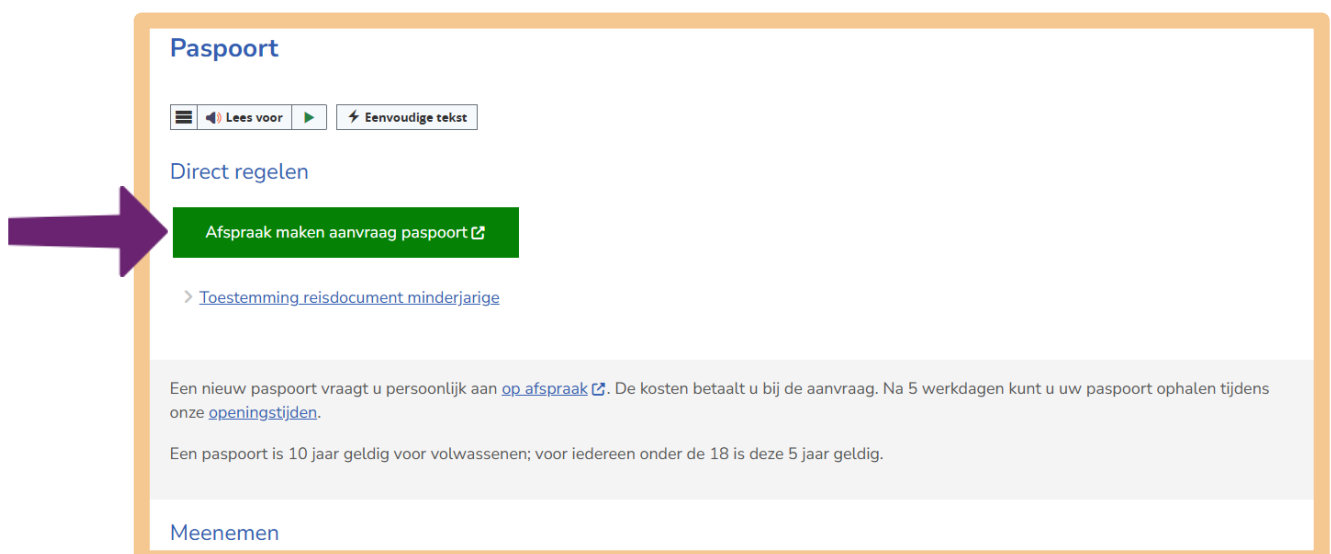 Paspoort
Lees voor
Eenvoudige tekst
Direct regelen
Afspraak maken aanvraag paspoort
Toestemming reisdocument minderjarige
Een nieuw paspoort vraagt u persoonlijk aan op afspraak. De kosten betaalt u bij de aanvraag. Na 5 werkdagen kunt u uw paspoort ophalen tijdens
onze openingstijden.
Een paspoort is 10 jaar geldig voor volwassenen; voor iedereen onder de 18 is deze 5 jaar geldig.
Meenemen